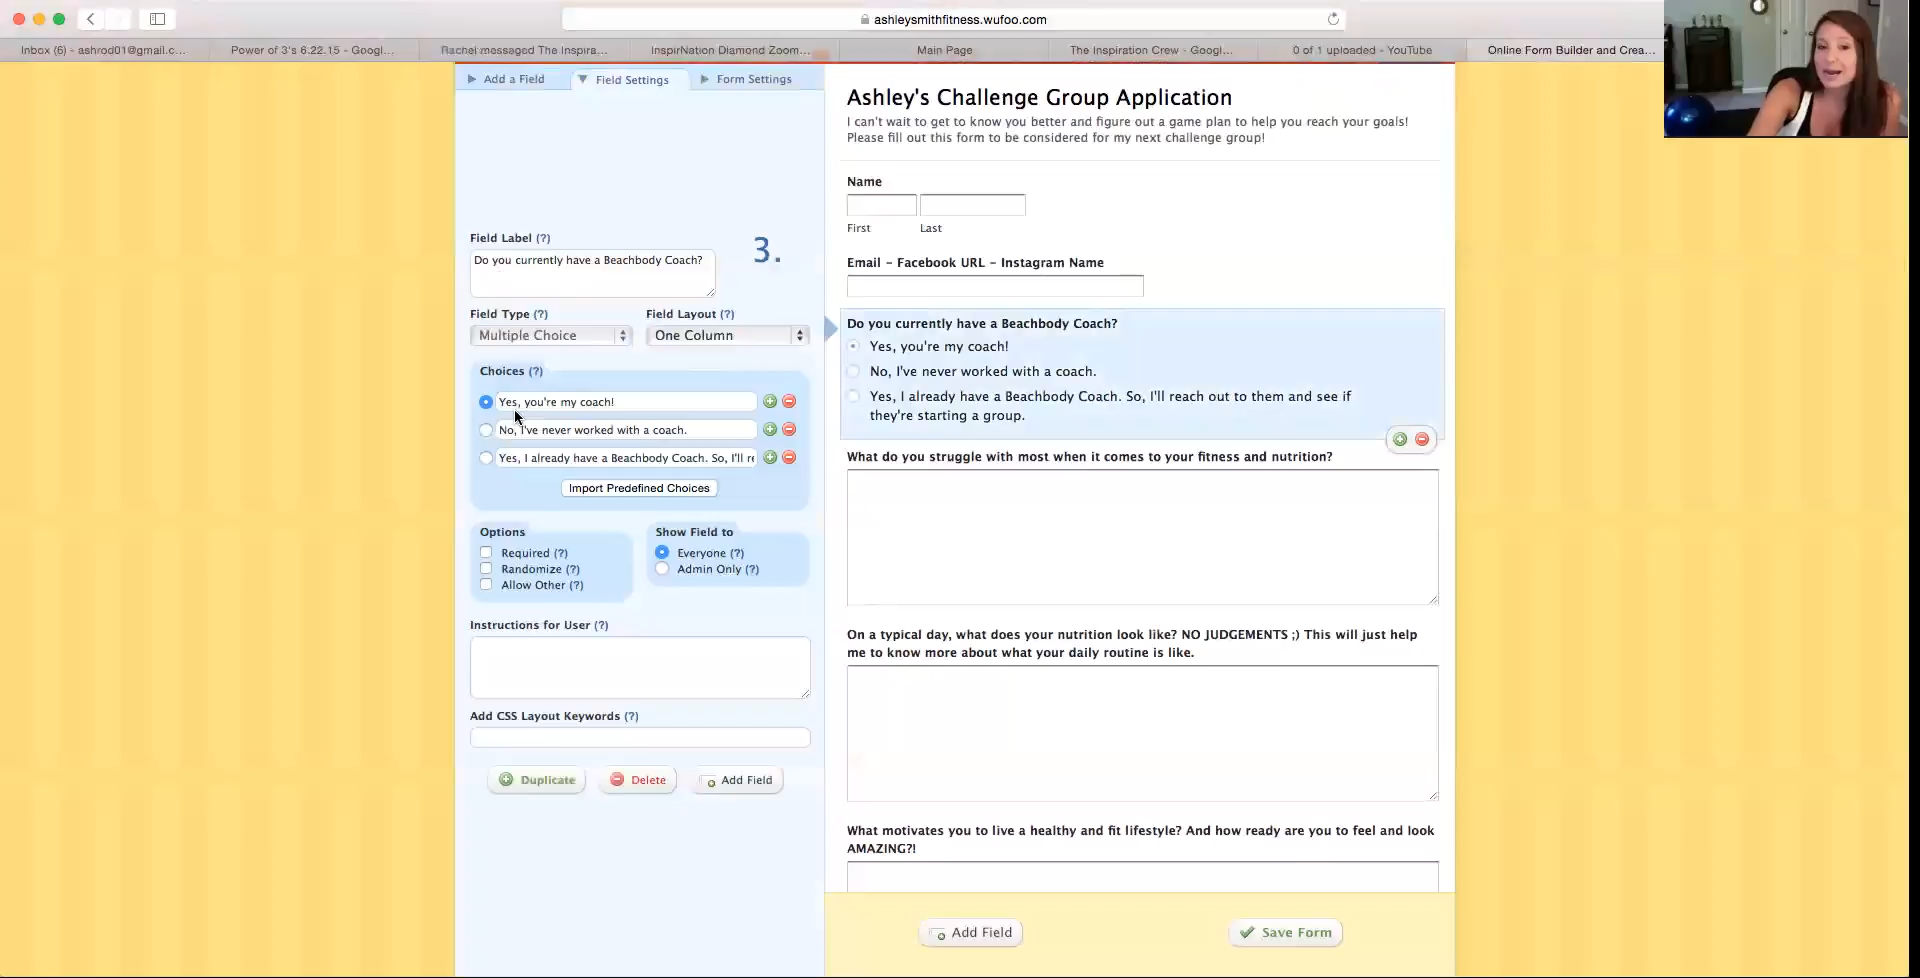 ashleysmithfitness.wufoo.com
Inbox (6) - ashrod01@gmail.c...
Power of 3's 6.22.15 - Googl...
Rachel messaged The Inspira...
InspirNation Diamond Zoom...
Main Page
The Inspiration Crew - Googl...
0 of 1 uploaded - YouTube
Online Form Builder and Crea...
Add a Field
Field Settings
Form Settings
Field Label (?)
3.
Do you currently have a Beachbody Coach?
Field Type (?)
Field Layout (?)
Multiple Choice
One Column
Choices (?)
Yes, you're my coach!
No, I've never worked with a coach.
Yes, I already have a Beachbody Coach. So, I'll re
Import Predefined Choices
Options
Required (?)
Randomize (?)
Allow Other (?)
Show Field to
Everyone (?)
Admin Only (?)
Instructions for User (?)
Add CSS Layout Keywords (?)
Duplicate
Delete
Add Field
Ashley's Challenge Group Application
I can't wait to get to know you better and figure out a game plan to help you reach your goals!
Please fill out this form to be considered for my next challenge group!
Name
First
Last
Email - Facebook URL - Instagram Name
Do you currently have a Beachbody Coach?
Yes, you're my coach!
No, I've never worked with a coach.
Yes, I already have a Beachbody Coach. So, I'll reach out to them and see if
they're starting a group.
What do you struggle with most when it comes to your fitness and nutrition?
On a typical day, what does your nutrition look like? NO JUDGEMENTS ;) This will just help
me to know more about what your daily routine is like.
What motivates you to live a healthy and fit lifestyle? And how ready are you to feel and look
AMAZING?!
Add Field
Save Form